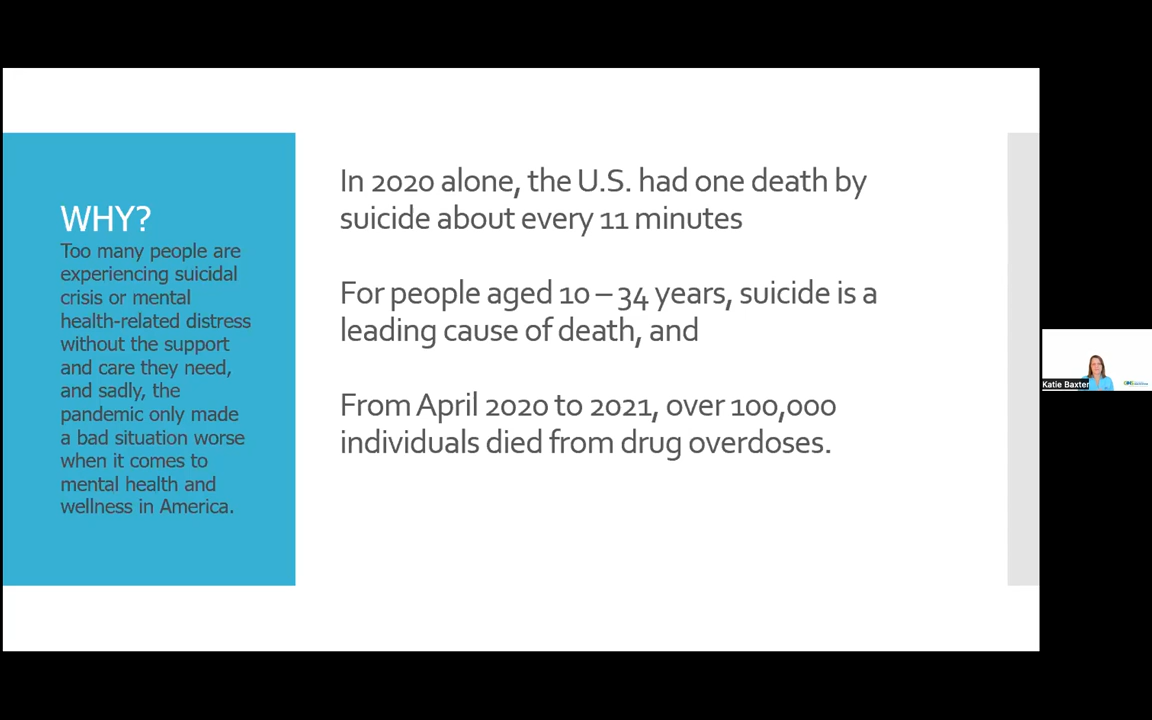 WHY?
Too many people are
experiencing suicidal
crisis or mental
health-related distress
without the support
and care they need,
and sadly, the
pandemic only made
a bad situation worse
when it comes to
mental health and
wellness in America.
In 2020 alone, the U.S. had one death by
suicide about every 11 minutes
For people aged 10 – 34 years, suicide is a
leading cause of death, and
From April 2020 to 2021, over 100,000
individuals died from drug overdoses.
Katie Baxter